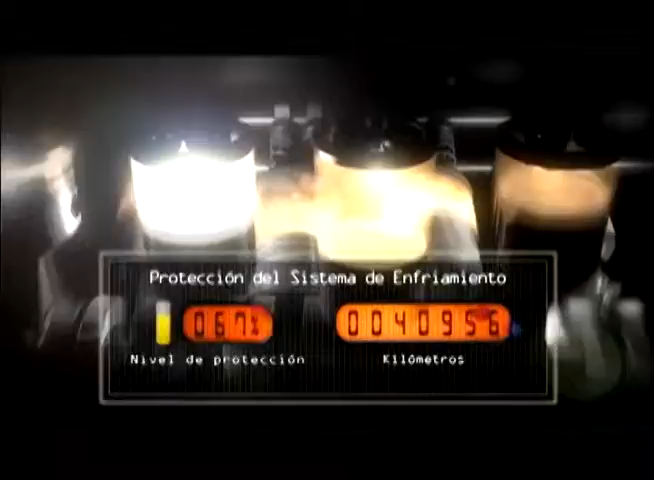 Protección del Sistema de Enfriamiento
067% 0040956
Nivel de protección Kilómetros